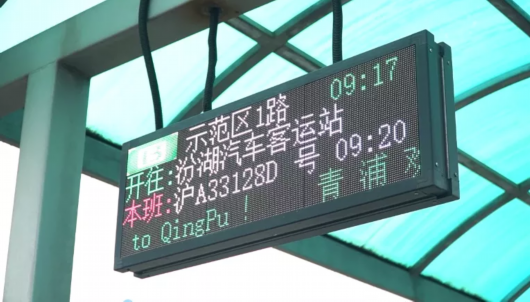 示范区1路 09:17
开往:汾湖汽车客运站
本班:沪A33128D 号 09:20
to QingPu ! 青浦